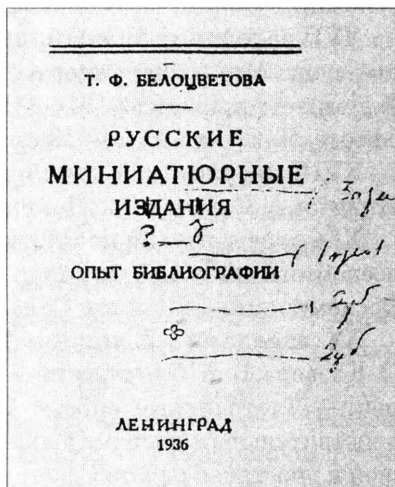 Т. Ф. БЕЛОЦВЕТОВА
РУССКИЕ
МИНИАТЮРНЫЕ
ИЗДАНИЯ
?
ОПЫТ БИБЛИОГРАФИИ
ЛЕНИНГРАД
1936